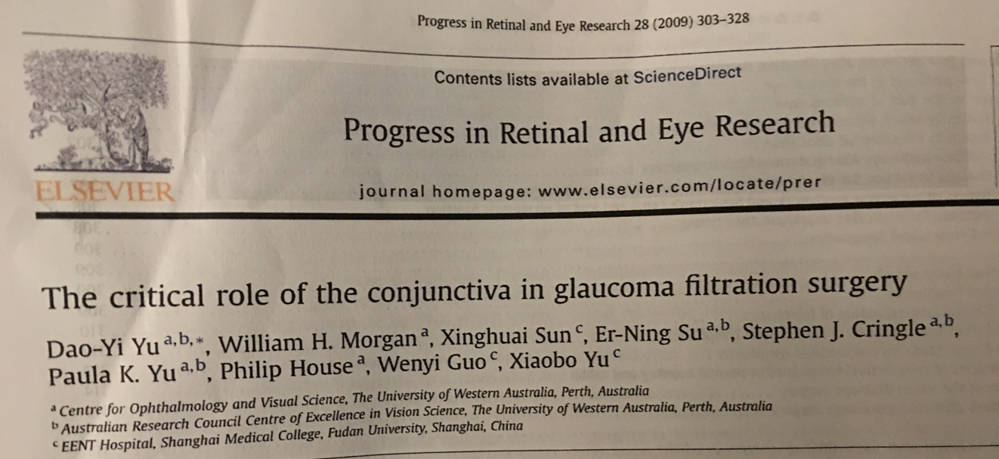 Progress in Retinal and Eye Research 28 (2009) 303–328
Contents lists available at ScienceDirect
Progress in Retinal and Eye Research
journal homepage: www.elsevier.com/locate/prer
ELSEVIER
The critical role of the conjunctiva in glaucoma filtration surgery
Dao-Yi Yu a,b,*, William H. Morgan a, Xinghuai Sun c, Er-Ning Su a,b, Stephen J. Cringle a,b,
Paula K. Yu a,b, Philip House a, Wenyi Guo c, Xiaobo Yu c
a Centre for Ophthalmology and Visual Science, The University of Western Australia, Perth, Australia
b Australian Research Council Centre of Excellence in Vision Science, The University of Western Australia, Perth, Australia
c EENT Hospital, Shanghai Medical College, Fudan University, Shanghai, China